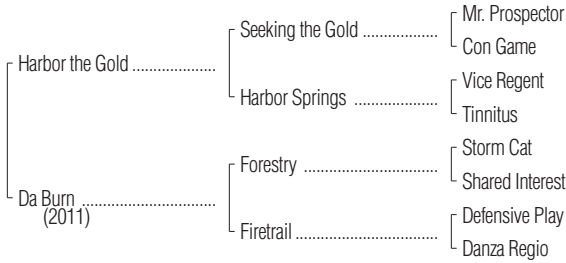 Mr. Prospector
Seeking the Gold ..................
Con Game
Harbor the Gold ....................
Vice Regent
Harbor Springs ....................
Tinnitus
Storm Cat
Forestry ................................
Shared Interest
Da Burn ................................
(2011)
Defensive Play
Firetrail ..................................
Danza Regio